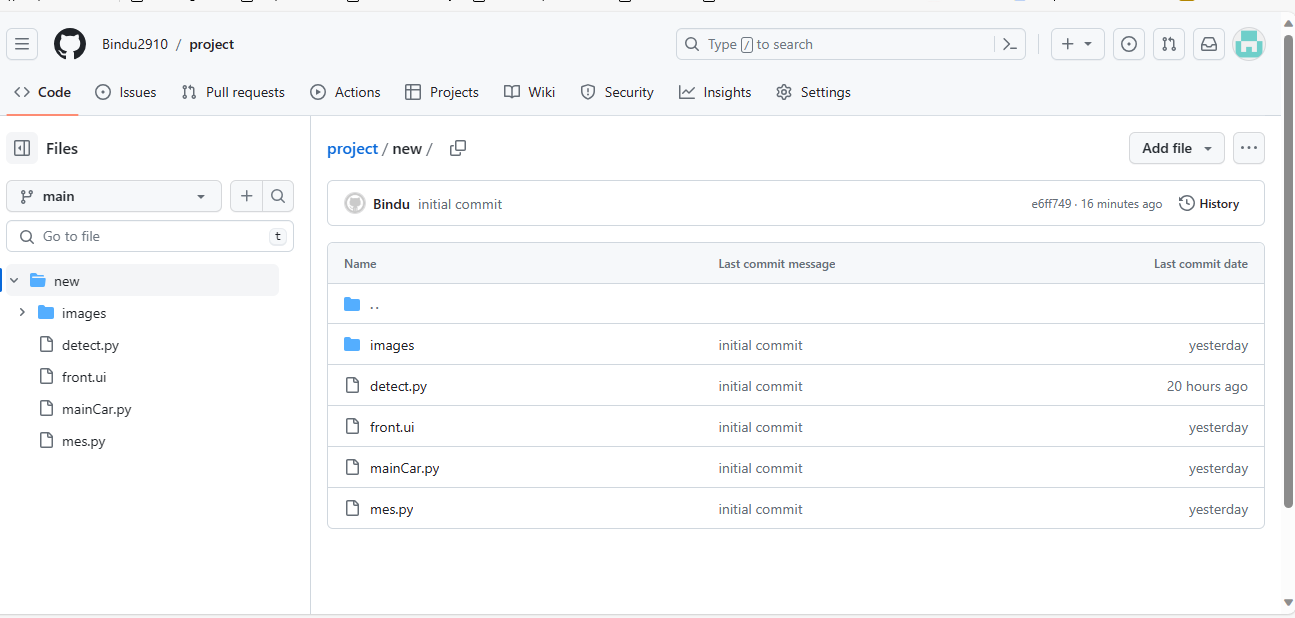 Bindu2910 / project
Type / to search
Code Issues Pull requests Actions Projects Wiki Security Insights Settings
Files
main
Go to file t
new
images
detect.py
front.ui
mainCar.py
mes.py
project / new /
Add file
Bindu initial commit e6ff749 · 16 minutes ago History
Name Last commit message Last commit date
..
images initial commit yesterday
detect.py initial commit 20 hours ago
front.ui initial commit yesterday
mainCar.py initial commit yesterday
mes.py initial commit yesterday